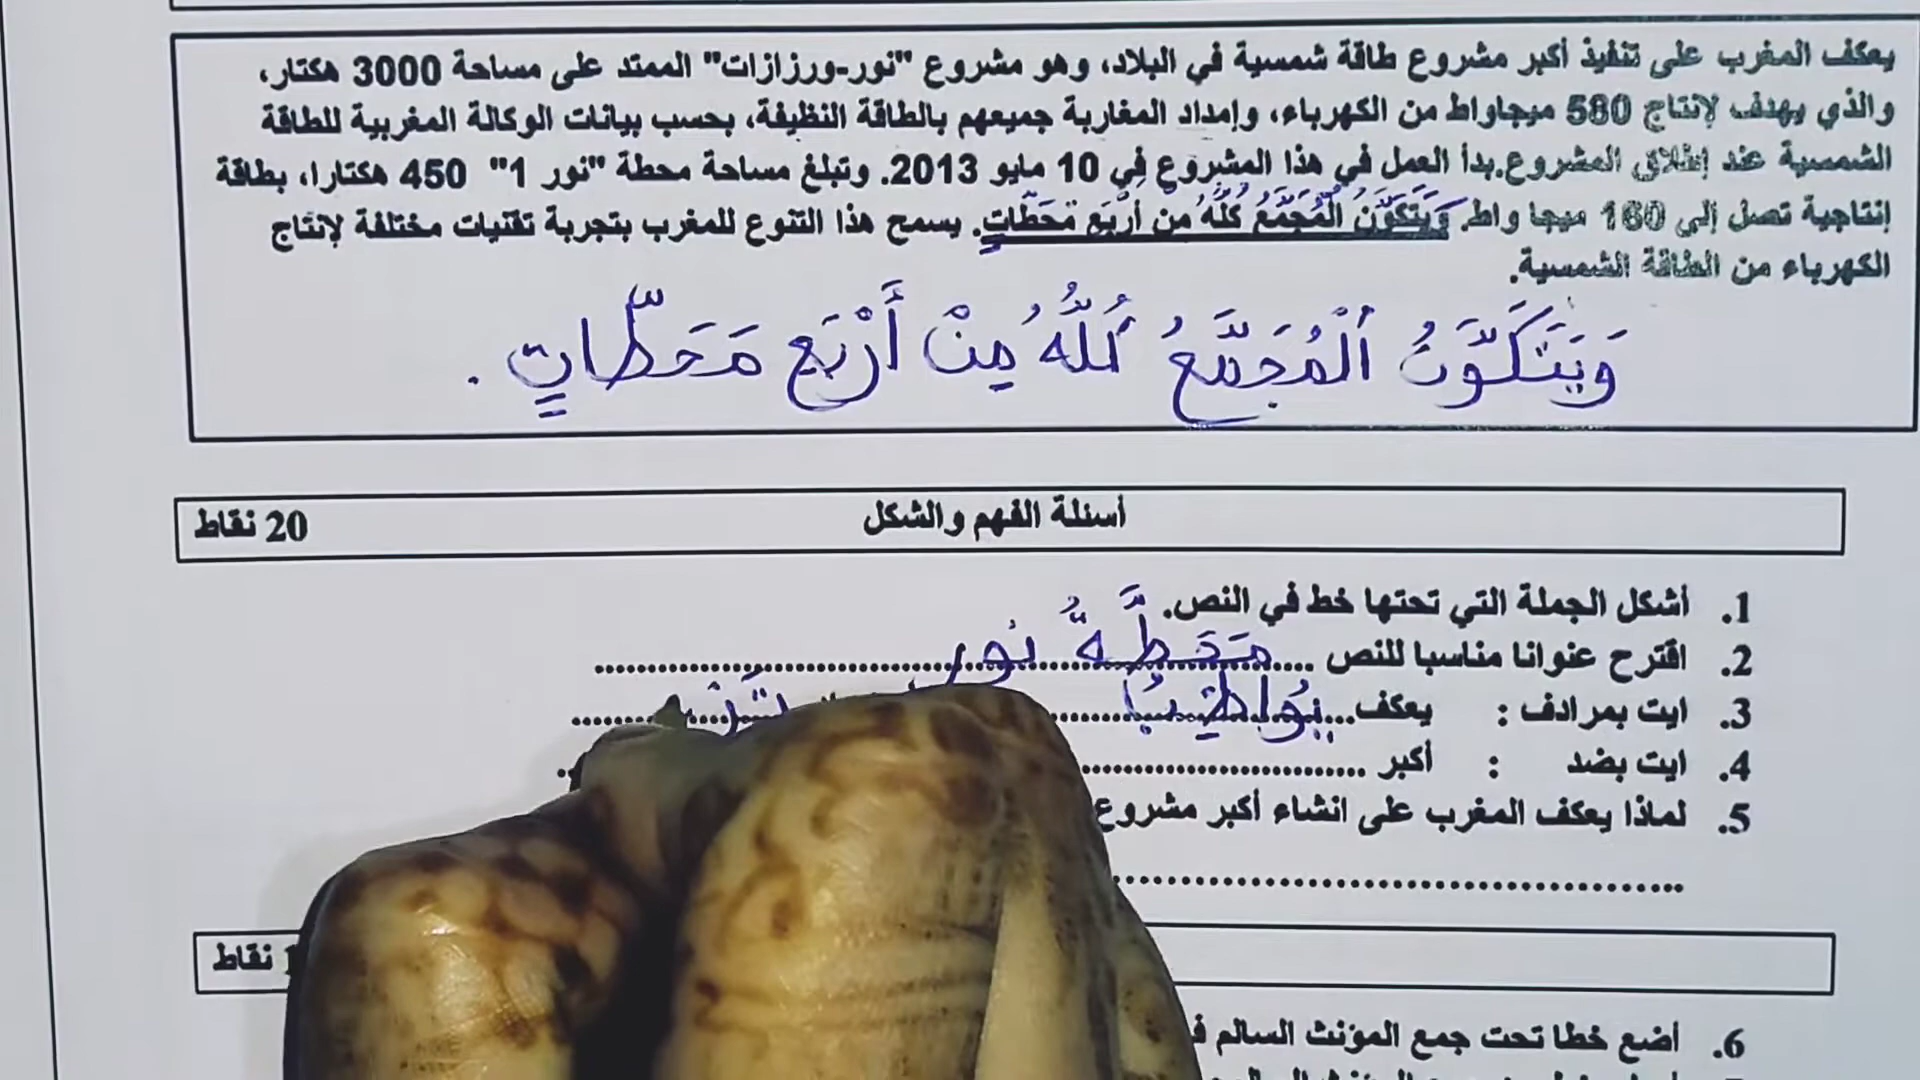 يعكف المغرب على تنفيذ أكبر مشروع طاقة شمسية في البلاد، وهو مشروع "نور-ورزازات" الممتد على مساحة 3000 هكتار،
والذي يهدف لإنتاج 580 ميجاواط من الكهرباء، وإمداد المغاربة جميعهم بالطاقة النظيفة، بحسب بيانات الوكالة المغربية للطاقة
الشمسية عند إطلاق المشروع.بدأ العمل في هذا المشروع في 10 مايو 2013. وتبلغ مساحة محطة "نور 1" 450 هكتارا، بطاقة
إنتاجية تصل إلى 160 ميجا واط. وَيَتَكَوَّنُ الْمُجَمَّعُ كُلُّهُ مِنْ أَرْبَعِ مَحَطَّاتٍ. يسمح هذا التنوع للمغرب بتجربة تقنيات مختلفة لإنتاج
الكهرباء من الطاقة الشمسية.
وَيَتَكَوَّنُ ٱلْمُجَمَّعُ كُلُّهُ مِنْ أَرْبَعِ مَحَطَّاتٍ .
أسئلة الفهم والشكل
20 نقاط
1. أشكل الجملة التي تحتها خط في النص.
2. اقترح عنوانا مناسبا للنص .... مَحَطَّةُ نور
3. ايت بمرادف : يعكف... يُواظِبُ
4. ايت بضد : أكبر
5. لماذا يعكف المغرب على انشاء أكبر مشروع
نقاط
6. أضع خطا تحت جمع المؤنث السالم